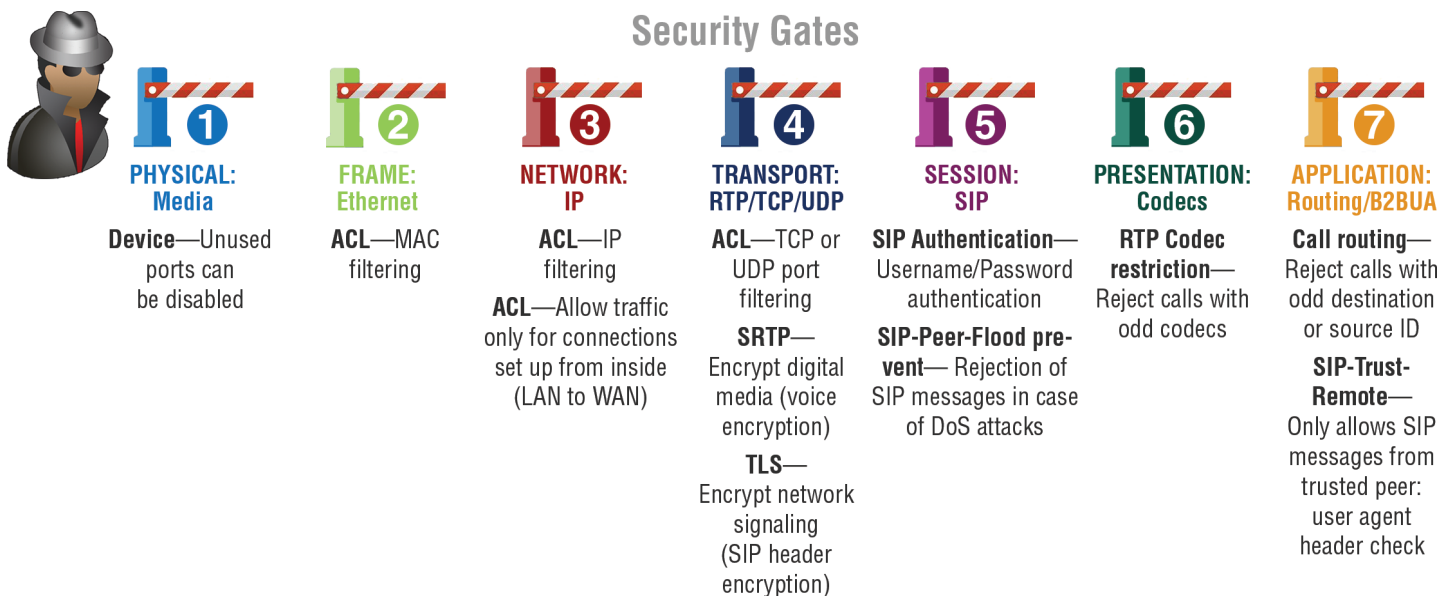 Security Gates
1
PHYSICAL:
Media
Device—Unused
ports can
be disabled
2
FRAME:
Ethernet
ACL—MAC
filtering
3
NETWORK:
IP
ACL—IP
filtering
ACL—Allow traffic
only for connections
set up from inside
(LAN to WAN)
4
TRANSPORT:
RTP/TCP/UDP
ACL—TCP or
UDP port
filtering
SRTP—
Encrypt digital
media (voice
encryption)
TLS—
Encrypt network
signaling
(SIP header
encryption)
5
SESSION:
SIP
SIP Authentication—
Username/Password
authentication
SIP-Peer-Flood pre-
vent— Rejection of
SIP messages in case
of DoS attacks
6
PRESENTATION:
Codecs
RTP Codec
restriction—
Reject calls with
odd codecs
7
APPLICATION:
Routing/B2BUA
Call routing—
Reject calls with
odd destination
or source ID
SIP-Trust-
Remote—
Only allows SIP
messages from
trusted peer:
user agent
header check